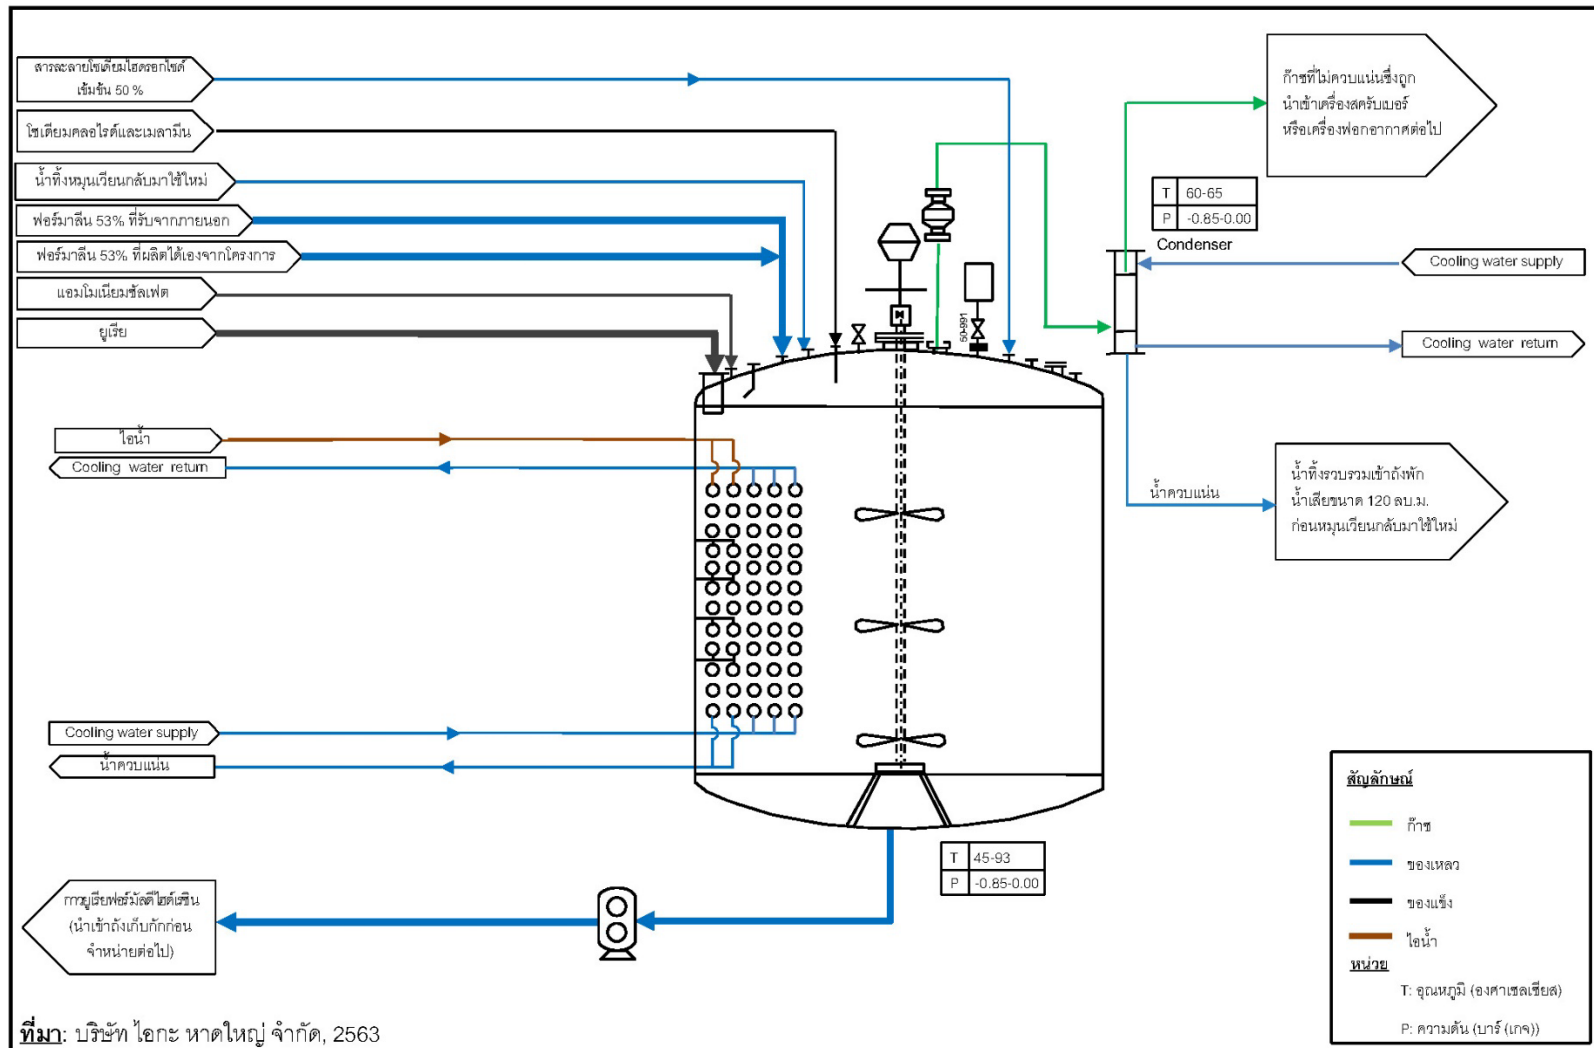 สารละลายโซเดียมไฮดรอกไซด์
เข้มข้น 50 %
โซเดียมคลอไรด์และเมลามีน
น้ำทิ้งหมุนเวียนกลับมาใช้ใหม่
ฟอร์มาลีน 53% ที่รับจากภายนอก
ฟอร์มาลีน 53% ที่ผลิตได้เองจากโครงการ
แอมโมเนียมซัลเฟต
ยูเรีย
ก๊าซที่ไม่ควบแน่นซึ่งถูก
นำเข้าเครื่องสครับเบอร์
หรือเครื่องฟอกอากาศต่อไป
T 60-65
P -0.85-0.00
Condenser
Cooling water supply
Cooling water return
50-991
ไอน้ำ
Cooling water return
น้ำควบแน่น
น้ำทิ้งรวบรวมเข้าถังพัก
น้ำเสียขนาด 120 ลบ.ม.
ก่อนหมุนเวียนกลับมาใช้ใหม่
Cooling water supply
น้ำควบแน่น
T 45-93
P -0.85-0.00
กาวยูเรียฟอร์มัลดีไฮด์เรซิน
(นำเข้าถังเก็บกักก่อน
จำหน่ายต่อไป)
สัญลักษณ์
ก๊าซ
ของเหลว
ของแข็ง
ไอน้ำ
หน่วย
T: อุณหภูมิ (องศาเซลเซียส)
P: ความดัน (บาร์ (เกจ))
ที่มา: บริษัท ไอกะ หาดใหญ่ จำกัด, 2563